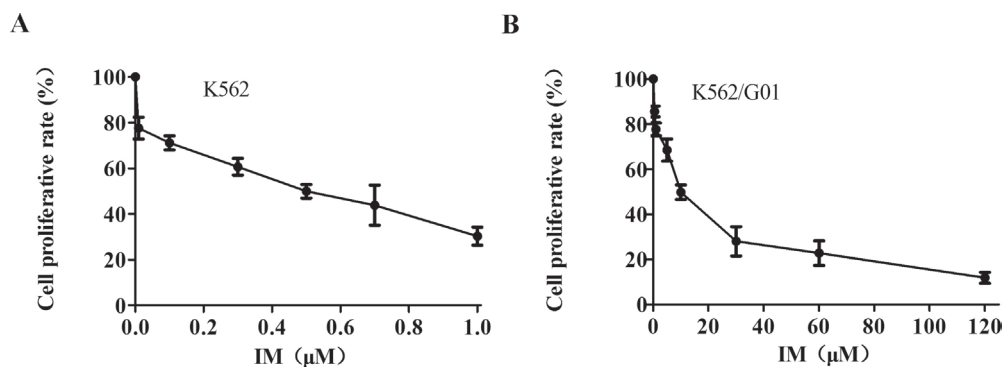 A
Cell proliferative rate (%)
100
80
60
40
20
0
K562
0.0 0.2 0.4 0.6 0.8 1.0
IM（μM）
B
Cell proliferative rate (%)
100
80
60
40
20
0
K562/G01
0 20 40 60 80 100 120
IM（μM）